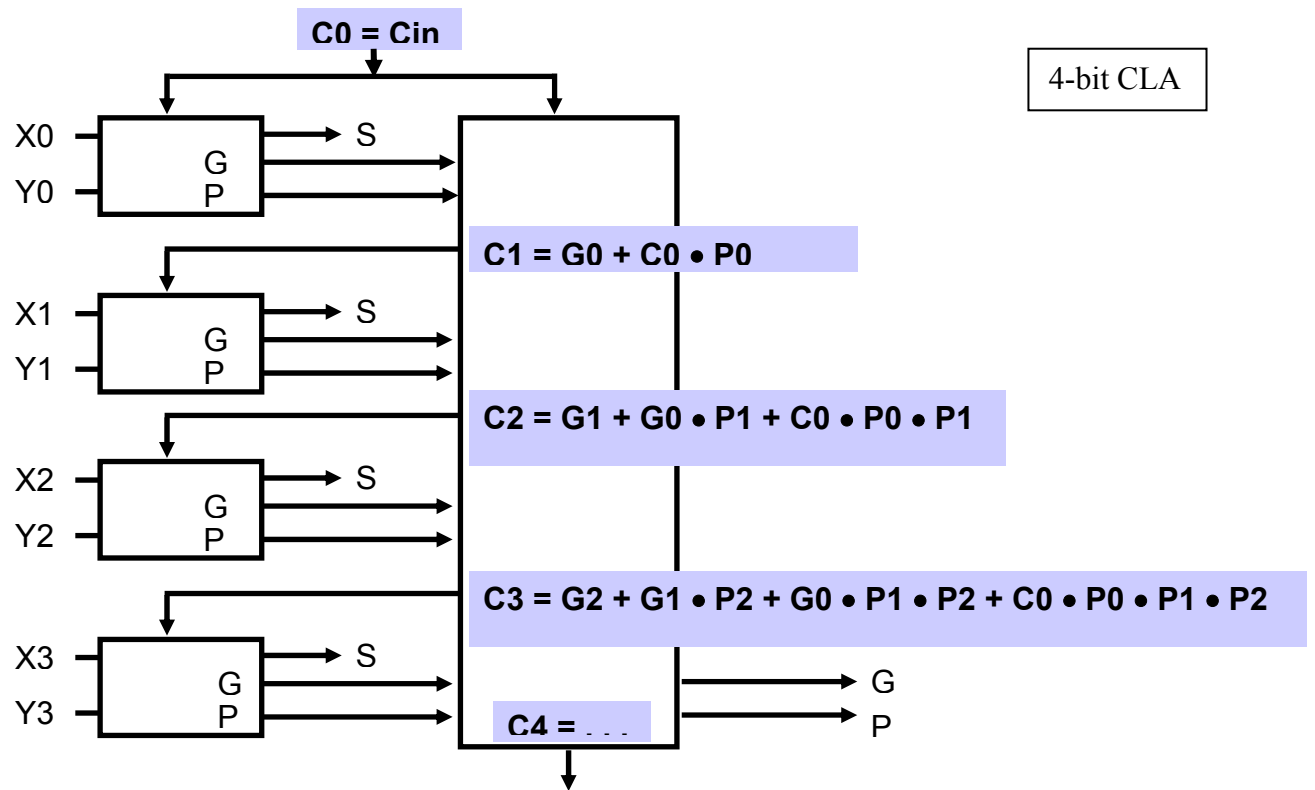 C0 = Cin
4-bit CLA
X0
S
G
Y0
P
C1 = G0 + C0 • P0
X1
S
G
Y1
P
C2 = G1 + G0 • P1 + C0 • P0 • P1
X2
S
G
Y2
P
C3 = G2 + G1 • P2 + G0 • P1 • P2 + C0 • P0 • P1 • P2
X3
S
G
G
Y3
P
P
C4 = . . .